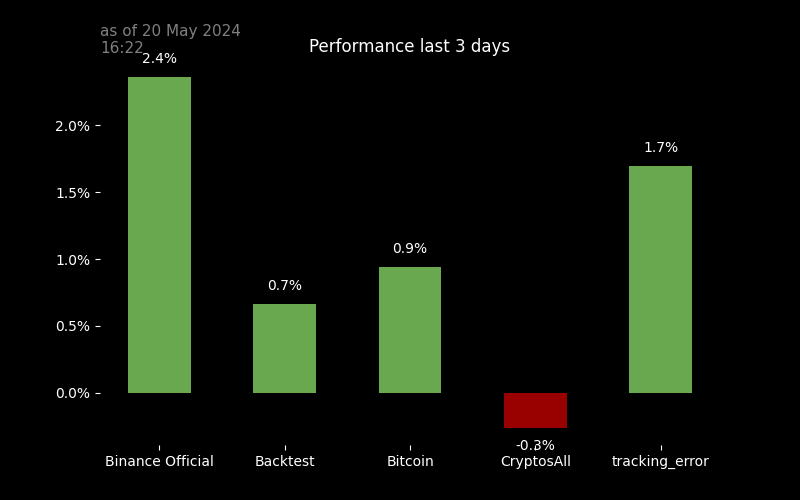 as of 20 May 2024
16:22
Performance last 3 days
2.4%
0.7%
0.9%
-0.3%
1.7%
2.0%
1.5%
1.0%
0.5%
0.0%
Binance Official
Backtest
Bitcoin
CryptosAll
tracking_error